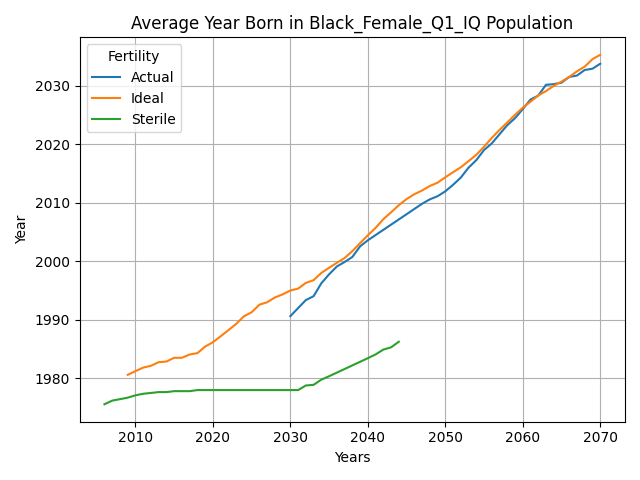 Average Year Born in Black_Female_Q1_IQ Population
Fertility
Actual
Ideal
Sterile
Year
2030
2020
2010
2000
1990
1980
2010 2020 2030 2040 2050 2060 2070
Years